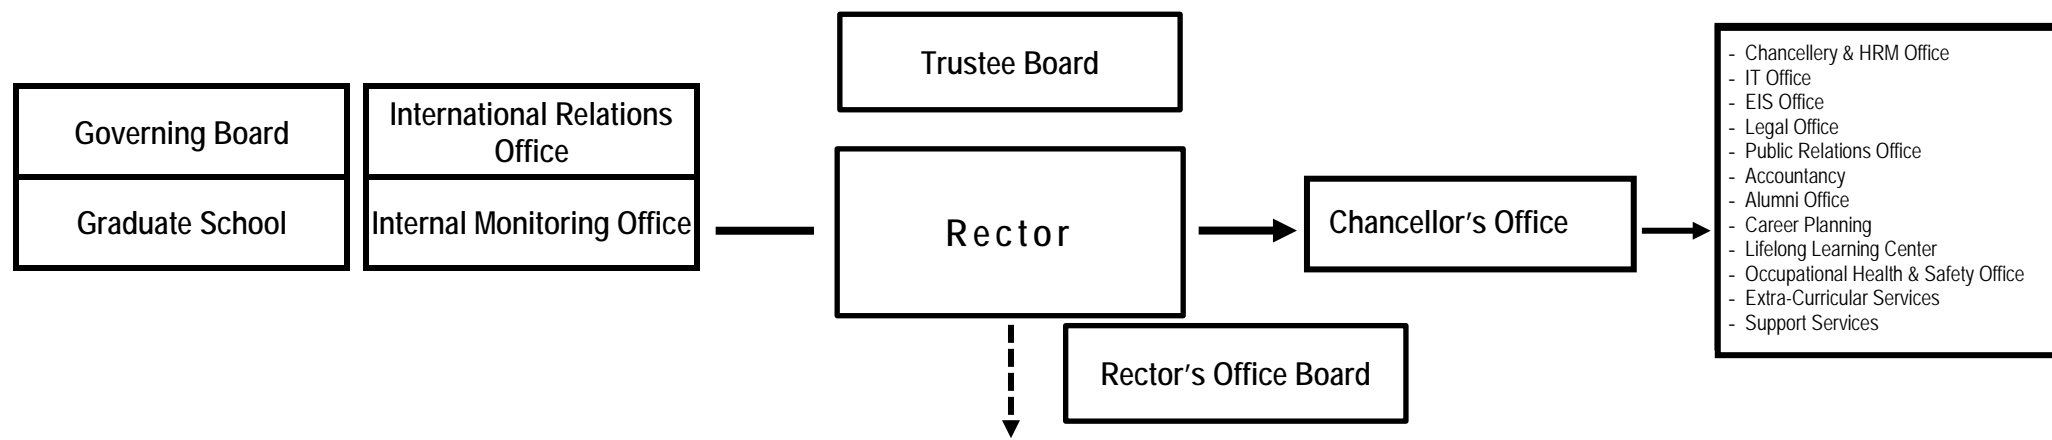 Trustee Board
Governing Board
International Relations
Office
Graduate School
Internal Monitoring Office
Rector
Chancellor's Office
- Chancellery & HRM Office
- IT Office
- EIS Office
- Legal Office
- Public Relations Office
- Accountancy
- Alumni Office
- Career Planning
- Lifelong Learning Center
- Occupational Health & Safety Office
- Extra-Curricular Services
- Support Services
Rector's Office Board